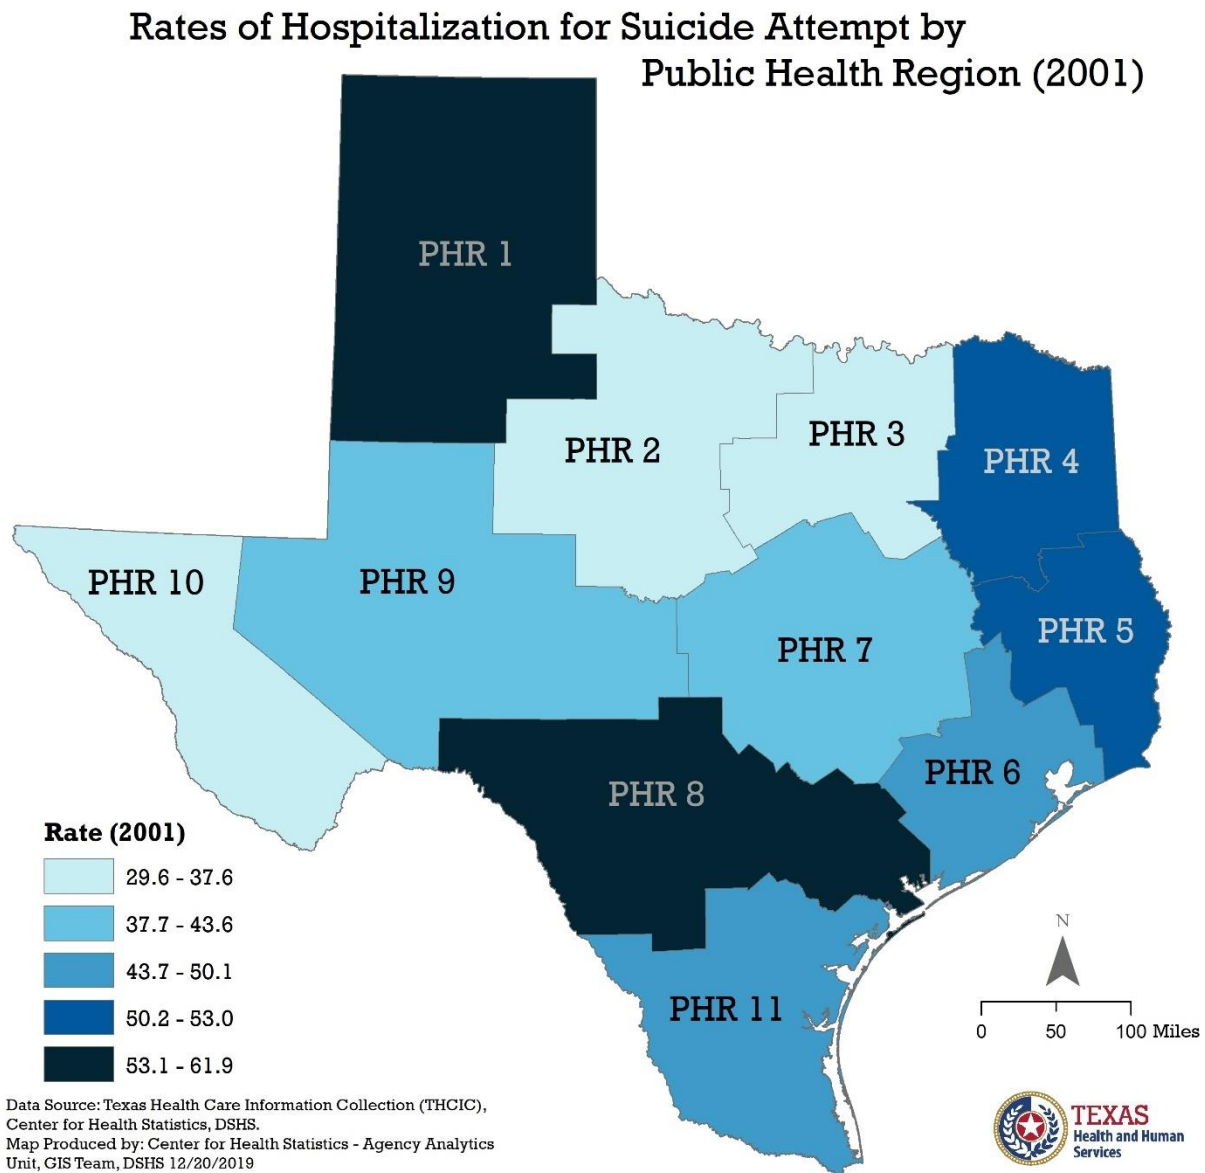 Rates of Hospitalization for Suicide Attempt by
Public Health Region (2001)
PHR 1
PHR 2
PHR 3
PHR 4
PHR 10
PHR 9
PHR 5
PHR 7
PHR 6
PHR 8
PHR 11
Rate (2001)
29.6 - 37.6
37.7 - 43.6
43.7 - 50.1
50.2 - 53.0
53.1 - 61.9
N
0 50 100 Miles
Data Source: Texas Health Care Information Collection (THCIC),
Center for Health Statistics, DSHS.
Map Produced by: Center for Health Statistics - Agency Analytics
Unit, GIS Team, DSHS 12/20/2019
TEXAS
Health and Human
Services